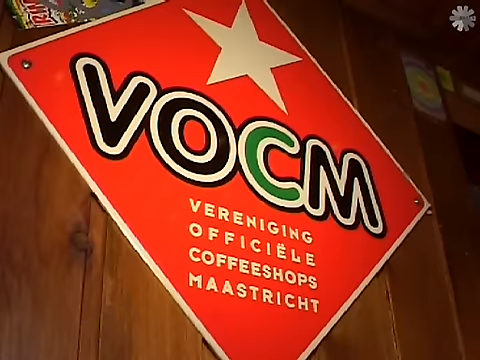 VOCM
VERENIGING
OFFICIËLE
COFFEESHOPS
MAASTRICHT